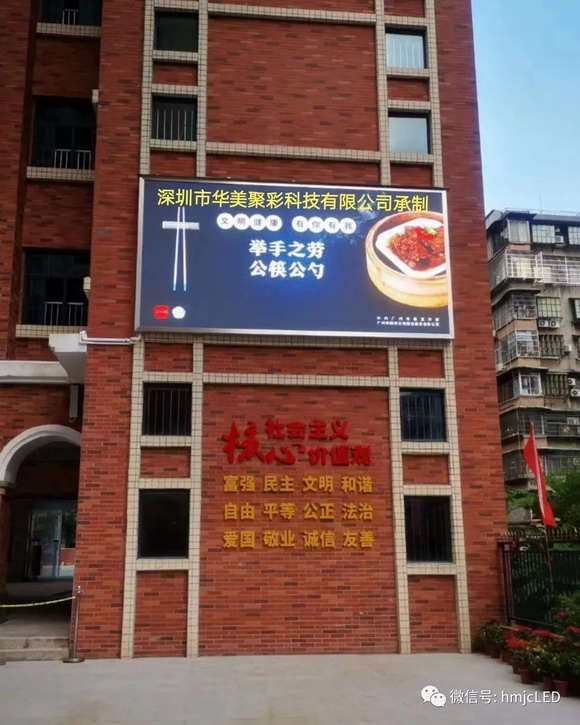 深圳市华美聚彩科技有限公司承制
文明健康 有你有我
举手之劳
公筷公勺
社会主义
核心价值观
富强 民主 文明 和谐
自由 平等 公正 法治
爱国 敬业 诚信 友善
微信号: hmjcLED